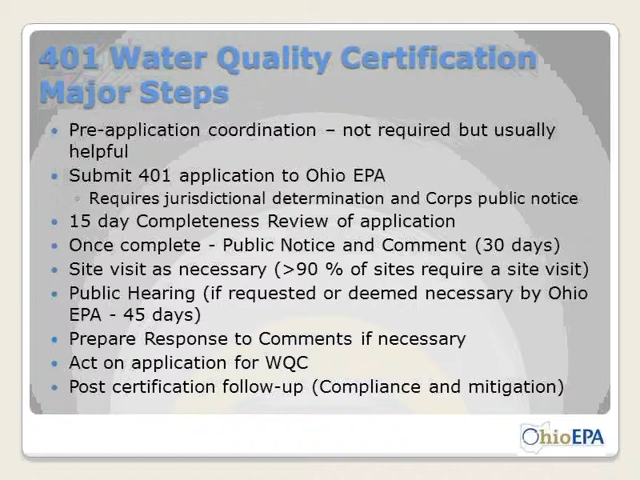 401 Water Quality Certification
Major Steps
• Pre-application coordination – not required but usually
helpful
• Submit 401 application to Ohio EPA
◦ Requires jurisdictional determination and Corps public notice
• 15 day Completeness Review of application
• Once complete - Public Notice and Comment (30 days)
• Site visit as necessary (>90 % of sites require a site visit)
• Public Hearing (if requested or deemed necessary by Ohio
EPA - 45 days)
• Prepare Response to Comments if necessary
• Act on application for WQC
• Post certification follow-up (Compliance and mitigation)
OhioEPA